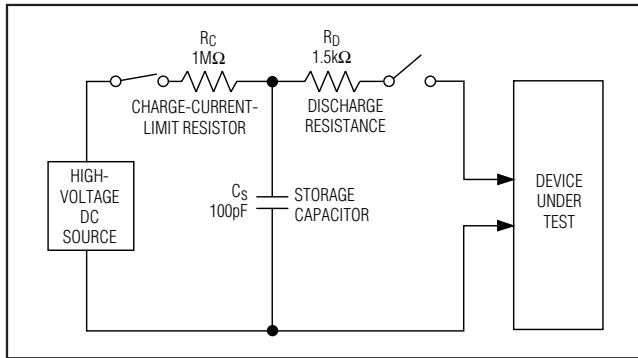 R_C
1MΩ
CHARGE-CURRENT-
LIMIT RESISTOR
R_D
1.5kΩ
DISCHARGE
RESISTANCE
HIGH-
VOLTAGE
DC
SOURCE
C_S
100pF
STORAGE
CAPACITOR
DEVICE
UNDER
TEST